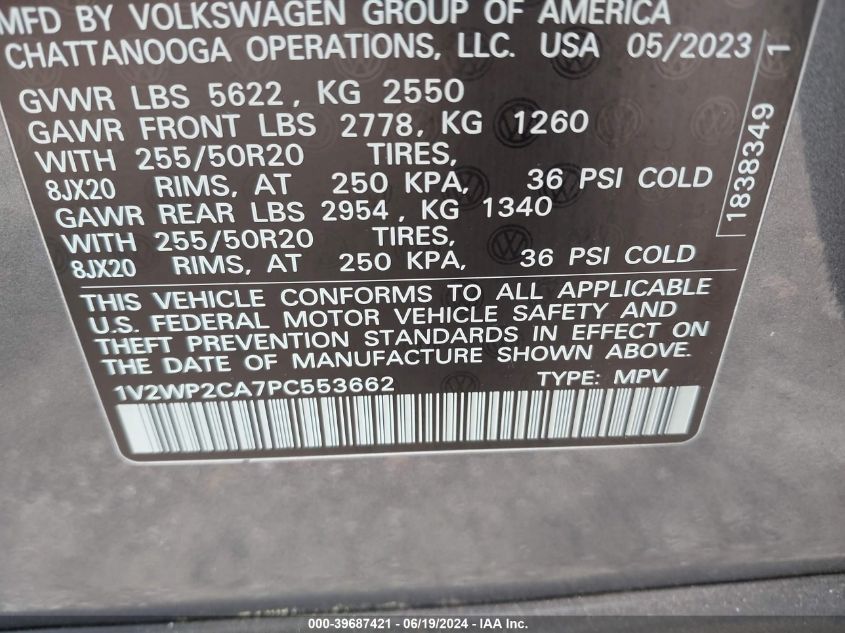 MFD BY VOLKSWAGEN GROUP OF AMERICA
CHATTANOOGA OPERATIONS, LLC. USA 05/2023
GVWR LBS 5622, KG 2550
GAWR FRONT LBS 2778, KG 1260
WITH 255/50R20 TIRES,
8JX20 RIMS, AT 250 KPA, 36 PSI COLD
GAWR REAR LBS 2954, KG 1340
WITH 255/50R20 TIRES,
8JX20 RIMS, AT 250 KPA, 36 PSI COLD
THIS VEHICLE CONFORMS TO ALL APPLICABLE
U.S. FEDERAL MOTOR VEHICLE SAFETY AND
THEFT PREVENTION STANDARDS IN EFFECT ON
THE DATE OF MANUFACTURE SHOWN ABOVE.
1V2WP2CA7PC553662 TYPE: MPV
1838349 1
000-39687421 - 06/19/2024 - IAA Inc.